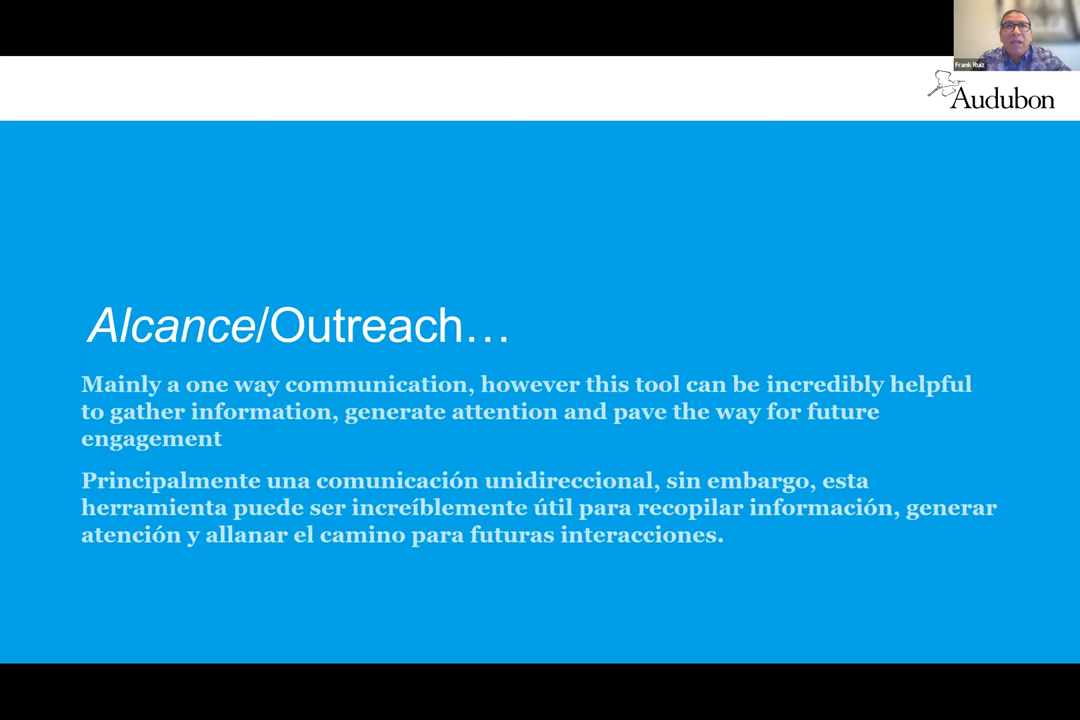 Frank Ruiz
Audubon
Alcance/Outreach…
Mainly a one way communication, however this tool can be incredibly helpful
to gather information, generate attention and pave the way for future
engagement
Principalmente una comunicación unidireccional, sin embargo, esta
herramienta puede ser increíblemente útil para recopilar información, generar
atención y allanar el camino para futuras interacciones.